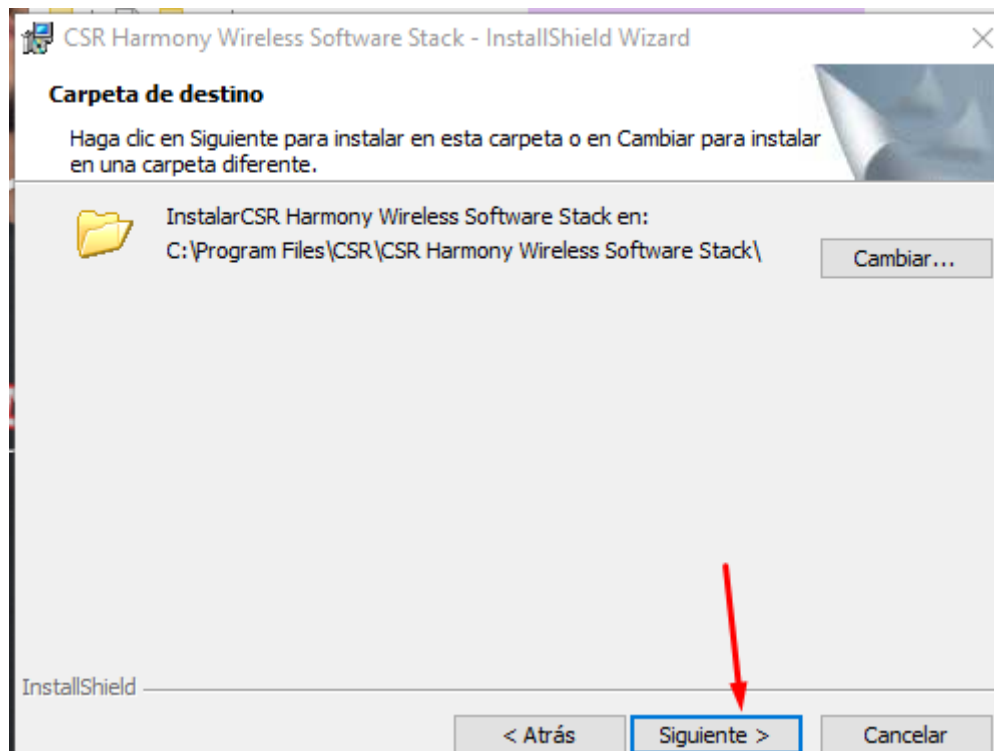 CSR Harmony Wireless Software Stack - InstallShield Wizard
Carpeta de destino
Haga clic en Siguiente para instalar en esta carpeta o en Cambiar para instalar
en una carpeta diferente.
InstalarCSR Harmony Wireless Software Stack en:
C:\Program Files\CSR\CSR Harmony Wireless Software Stack\
Cambiar...
InstallShield
< Atrás
Siguiente >
Cancelar